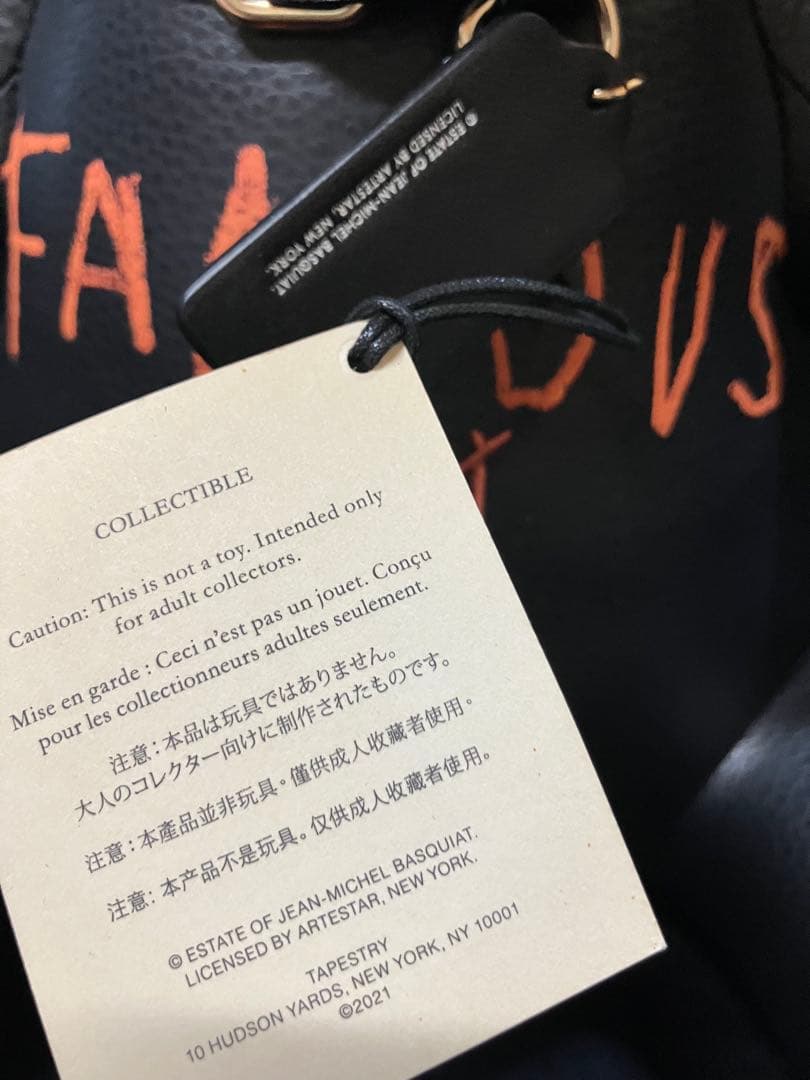 FAMOUS
© ESTATE OF JEAN-MICHEL BASQUIAT.
LICENSED BY ARTESTAR, NEW YORK.
COLLECTIBLE
Caution: This is not a toy. Intended only
for adult collectors.
Mise en garde : Ceci n'est pas un jouet. Conçu
pour les collectionneurs adultes seulement.
注意：本品は玩具ではありません。
大人のコレクター向けに制作されたものです。
注意：本產品並非玩具。僅供成人收藏者使用。
注意：本产品不是玩具。仅供成人收藏者使用。
© ESTATE OF JEAN-MICHEL BASQUIAT.
LICENSED BY ARTESTAR, NEW YORK.
TAPESTRY
10 HUDSON YARDS, NEW YORK, NY 10001
©2021